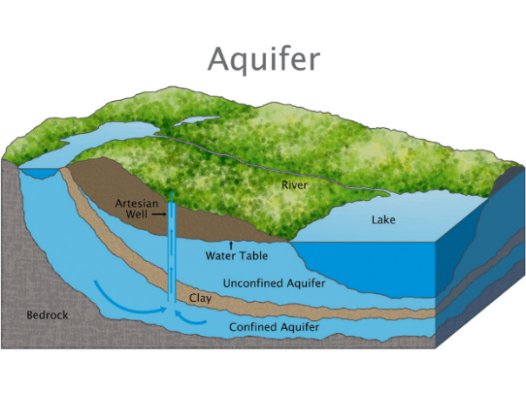 Aquifer
River
Artesian
Well
Lake
Water Table
Unconfined Aquifer
Clay
Bedrock
Confined Aquifer